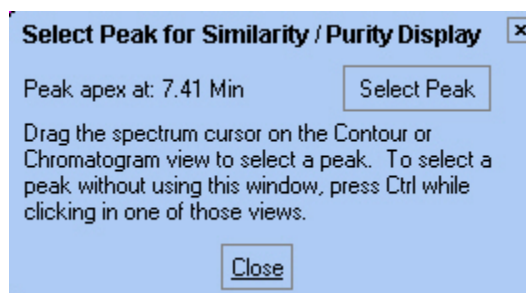 Select Peak for Similarity / Purity Display
Peak apex at: 7.41 Min
Select Peak
Drag the spectrum cursor on the Contour or
Chromatogram view to select a peak.  To select a
peak without using this window, press Ctrl while
clicking in one of those views.
Close